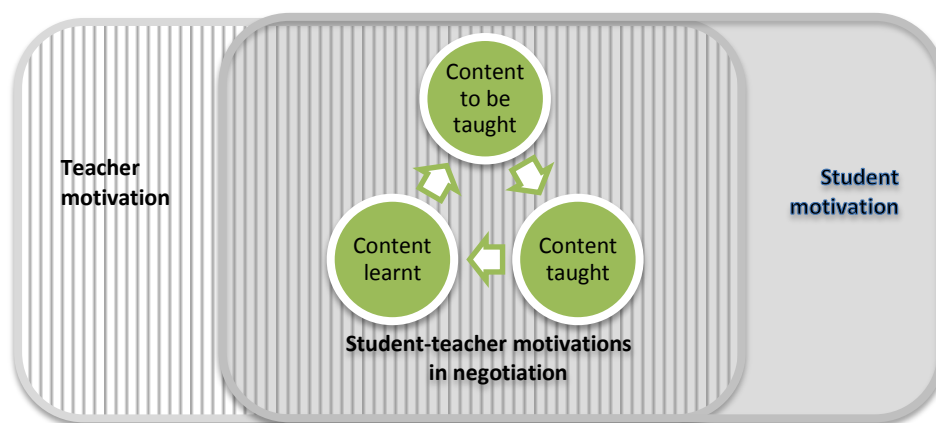 Content
to be
taught
Teacher
motivation
Student
motivation
Content
learnt
Content
taught
Student-teacher motivations
in negotiation